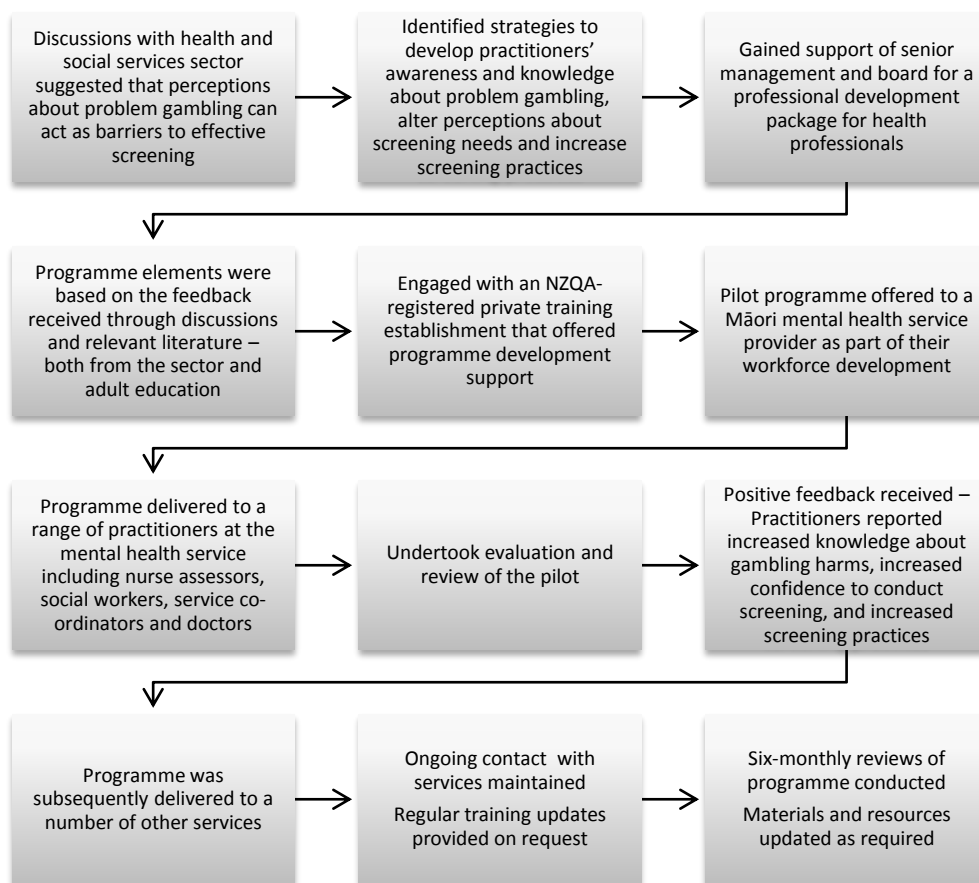 Discussions with health and
social services sector
suggested that perceptions
about problem gambling can
act as barriers to effective
screening
Identified strategies to
develop practitioners’
awareness and knowledge
about problem gambling,
alter perceptions about
screening needs and increase
screening practices
Gained support of senior
management and board for a
professional development
package for health
professionals
Programme elements were
based on the feedback
received through discussions
and relevant literature –
both from the sector and
adult education
Engaged with an NZQA-
registered private training
establishment that offered
programme development
support
Pilot programme offered to a
Māori mental health service
provider as part of their
workforce development
Programme delivered to a
range of practitioners at the
mental health service
including nurse assessors,
social workers, service co-
ordinators and doctors
Undertook evaluation and
review of the pilot
Positive feedback received –
Practitioners reported
increased knowledge about
gambling harms, increased
confidence to conduct
screening, and increased
screening practices
Programme was
subsequently delivered to a
number of other services
Ongoing contact with
services maintained
Regular training updates
provided on request
Six-monthly reviews of
programme conducted
Materials and resources
updated as required